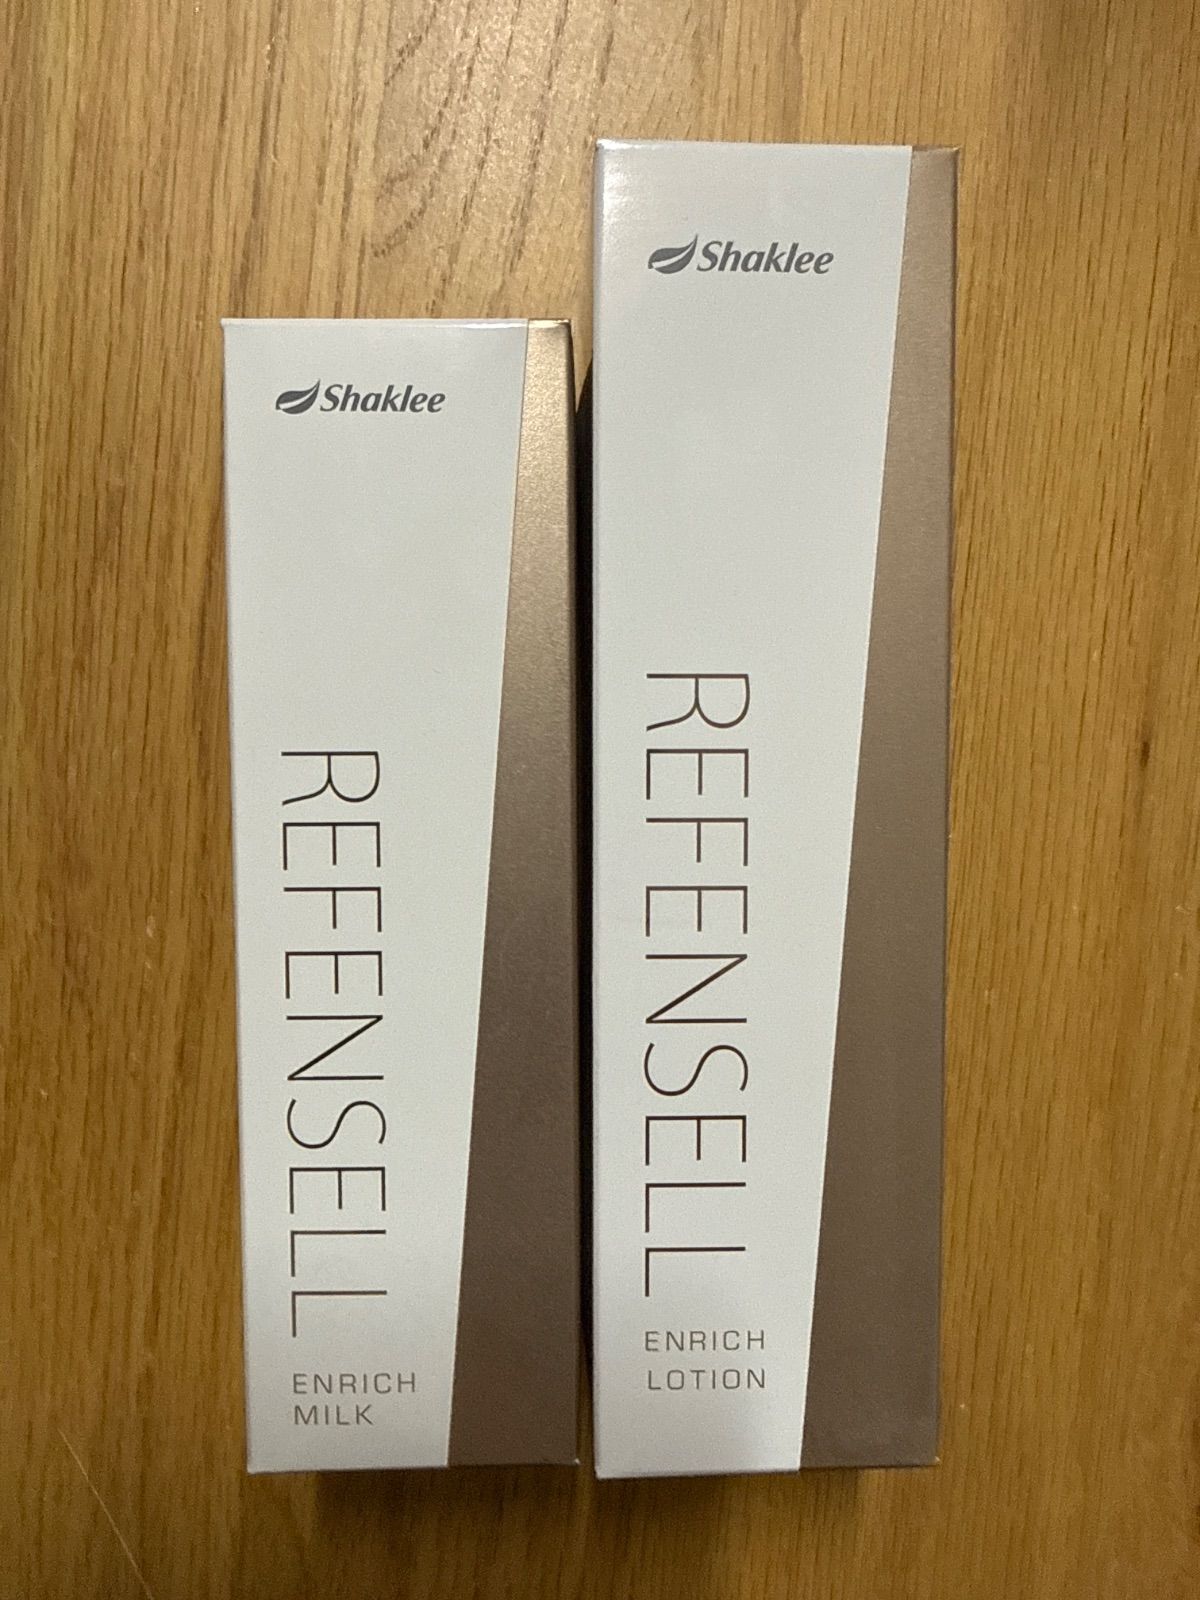 Shaklee
REFENSELL
ENRICH
MILK
Shaklee
REFENSELL
ENRICH
LOTION